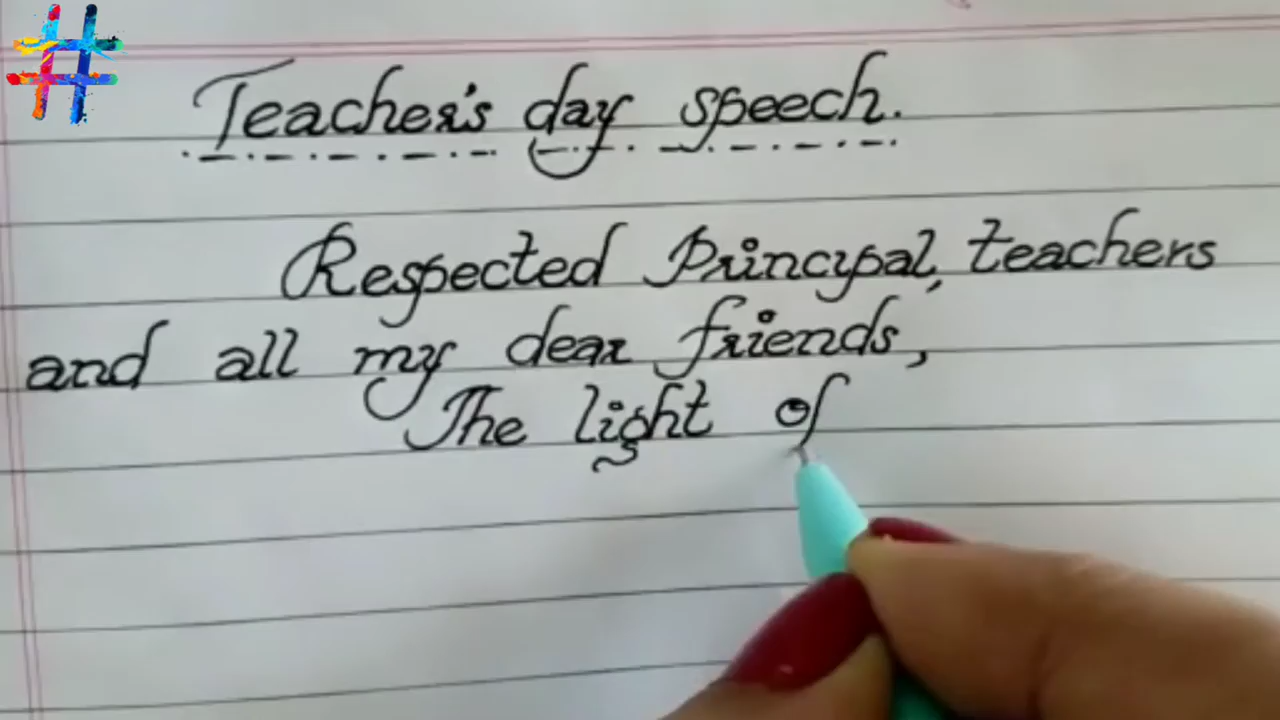 Teacher's day speech.
Respected Principal, teachers
and all my dear friends,
The light of